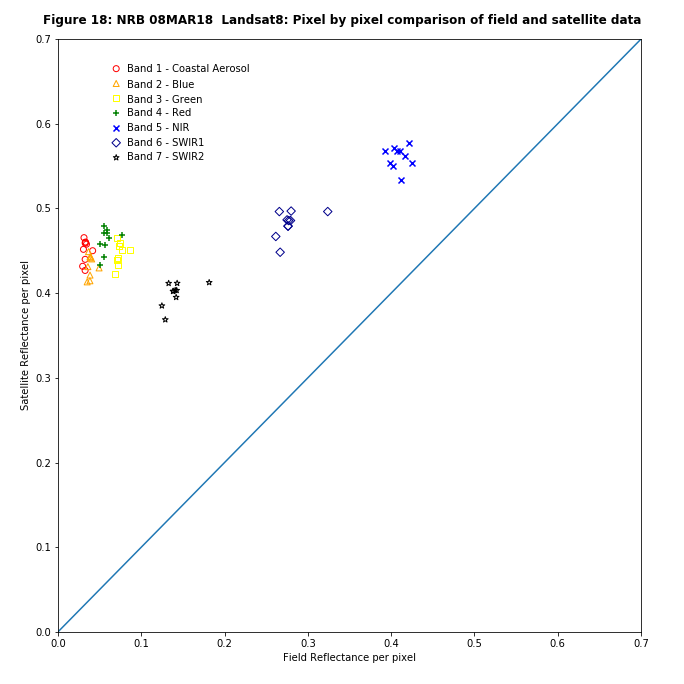 Figure 18: NRB 08MAR18  Landsat8: Pixel by pixel comparison of field and satellite data
0.7
Band 1 - Coastal Aerosol
Band 2 - Blue
Band 3 - Green
Band 4 - Red
Band 5 - NIR
Band 6 - SWIR1
Band 7 - SWIR2
0.6
0.5
0.4
0.3
0.2
0.1
0.0
Satellite Reflectance per pixel
0.0 0.1 0.2 0.3 0.4 0.5 0.6 0.7
Field Reflectance per pixel